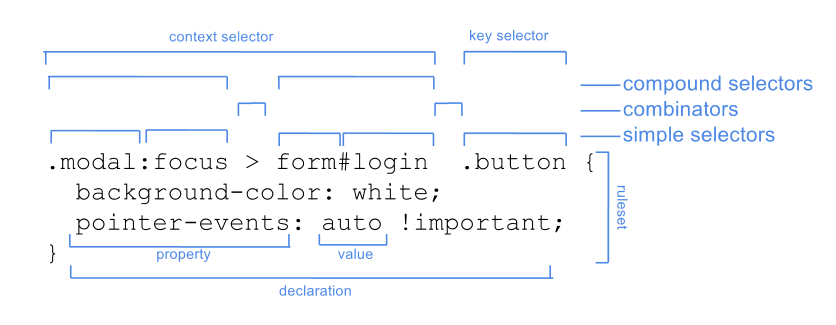 context selector
key selector
compound selectors
combinators
simple selectors
.modal:focus > form#login .button {
background-color: white;
pointer-events: auto !important;
}
property
value
declaration
ruleset